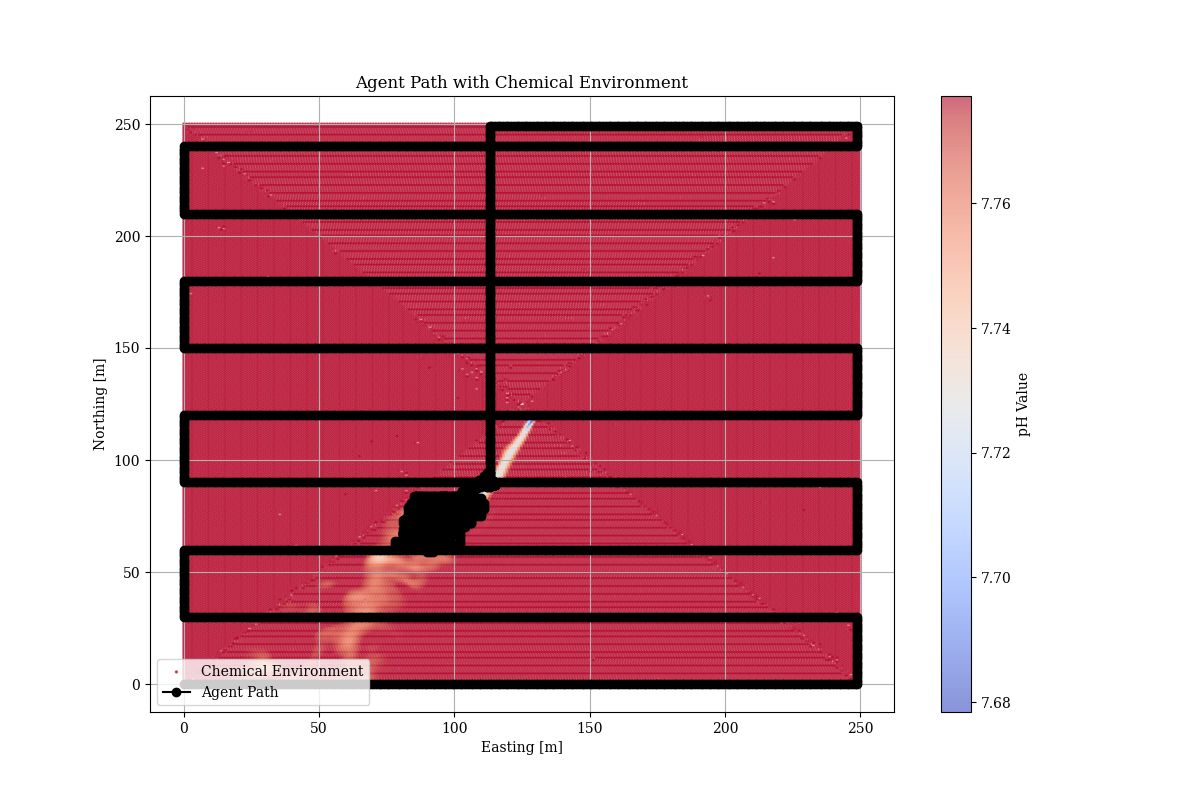 Agent Path with Chemical Environment
250
200
150
100
50
0
Northing [m]
0 50 100 150 200 250
Easting [m]
Chemical Environment
Agent Path
7.76
7.74
7.72
7.70
7.68
pH Value